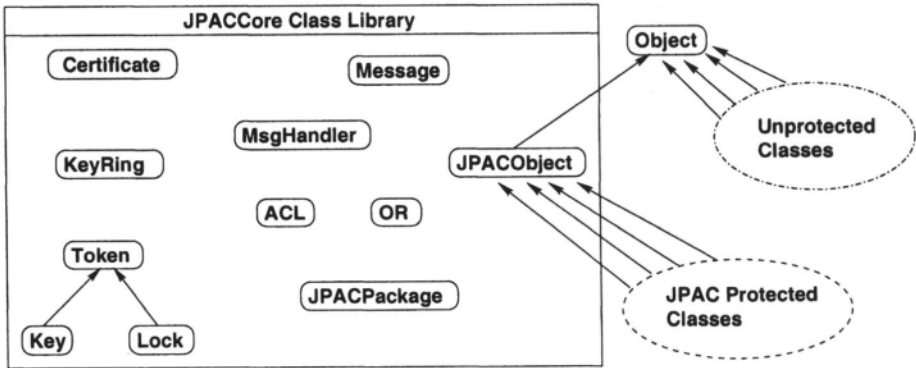 JPACCore Class Library
Object
Certificate
Message
Unprotected
Classes
MsgHandler
KeyRing
JPACObject
ACL
OR
Token
JPACPackage
JPAC Protected
Classes
Key
Lock